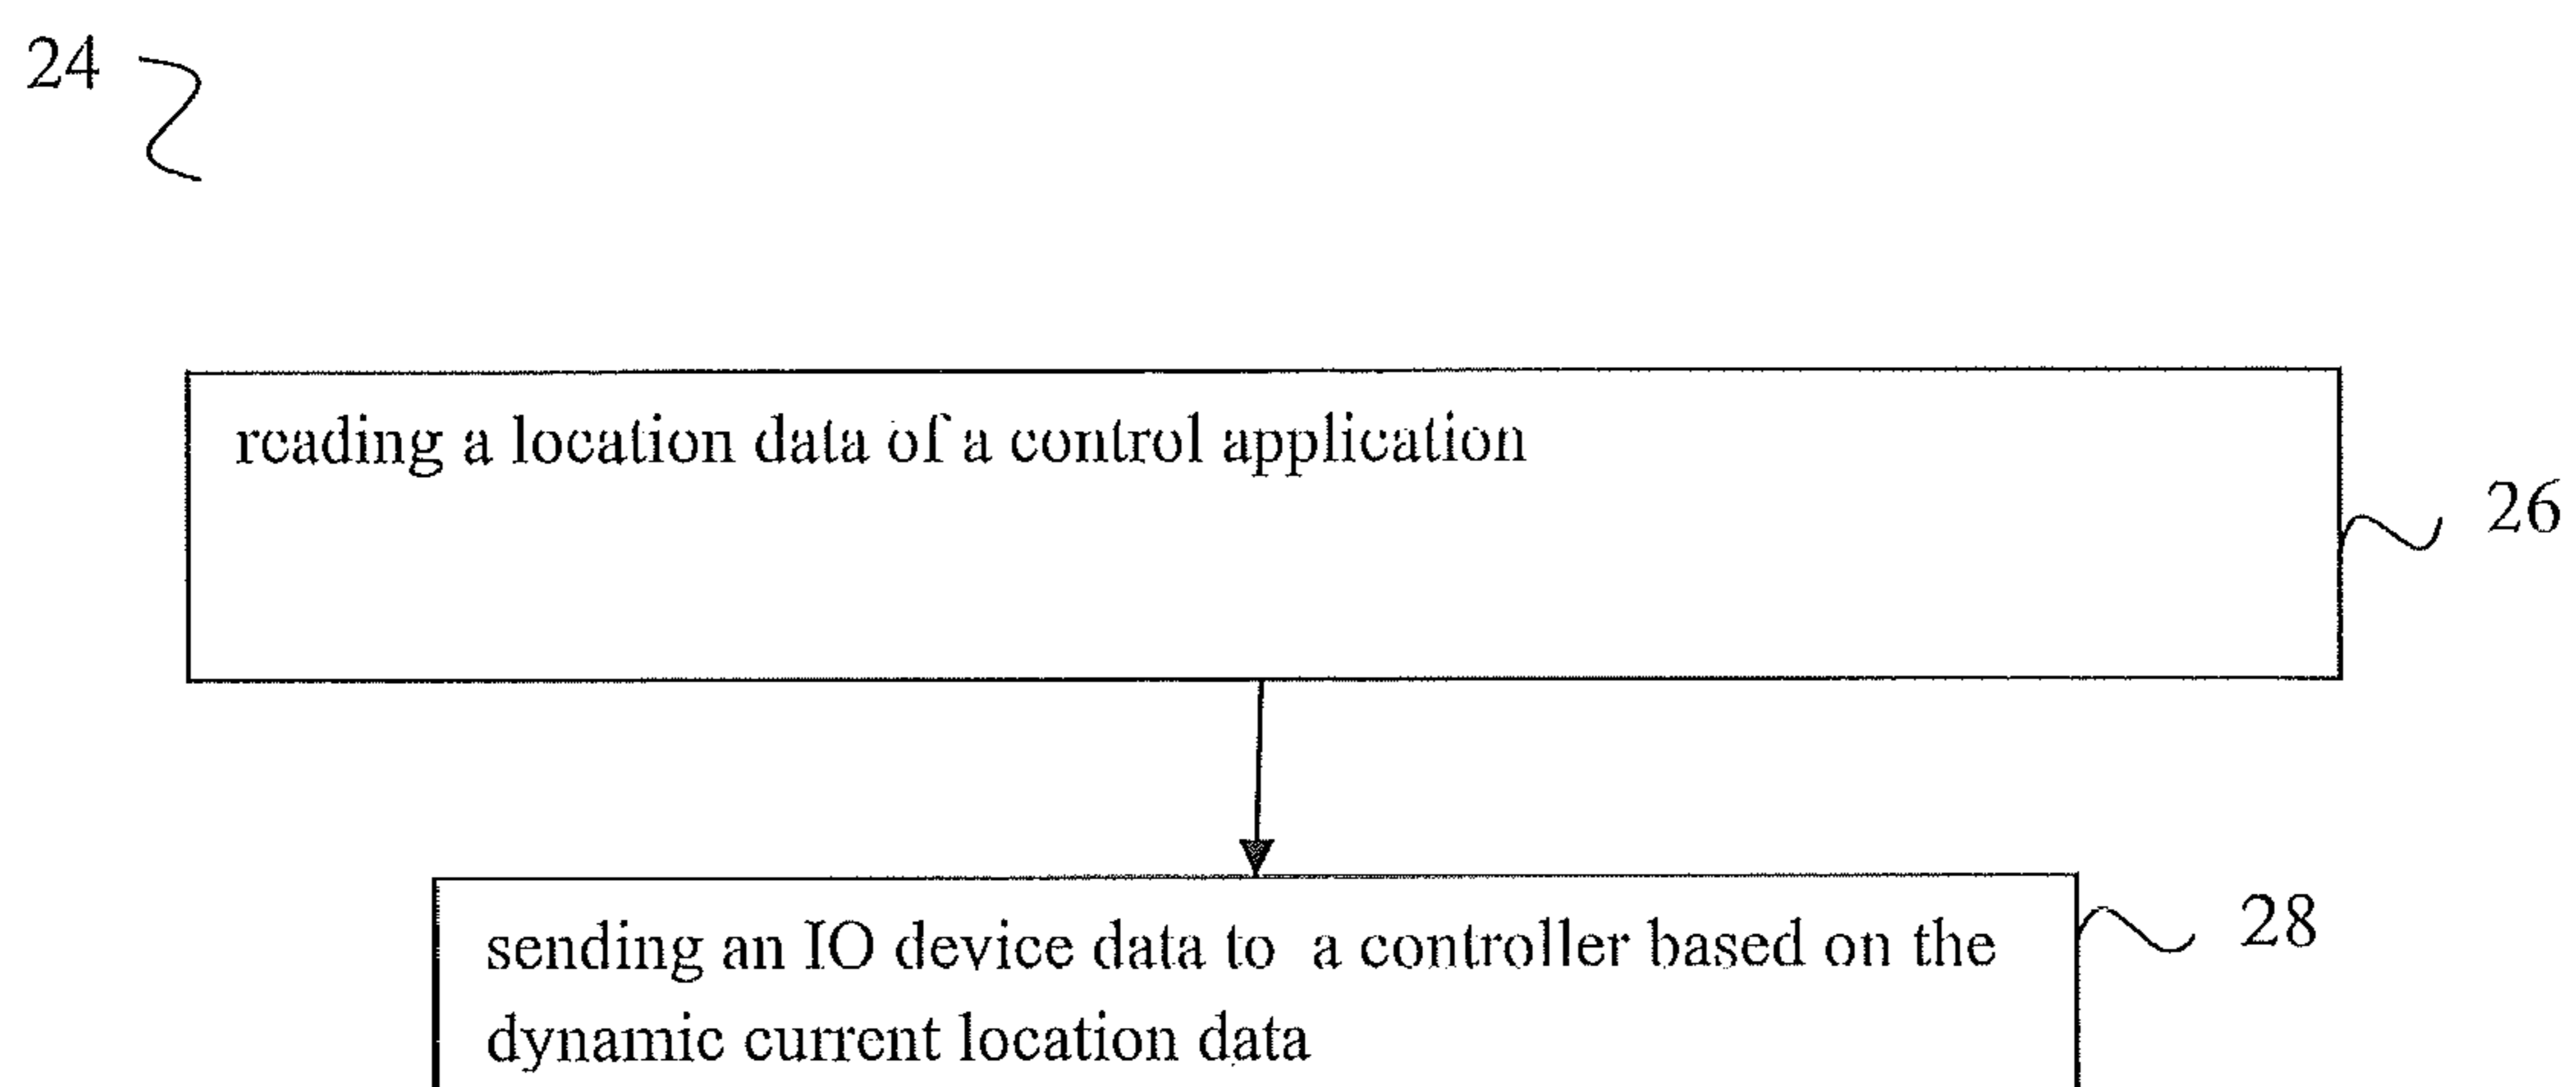 24
reading a location data of a control application
26
sending an IO device data to a controller based on the
28
dynamic current location data